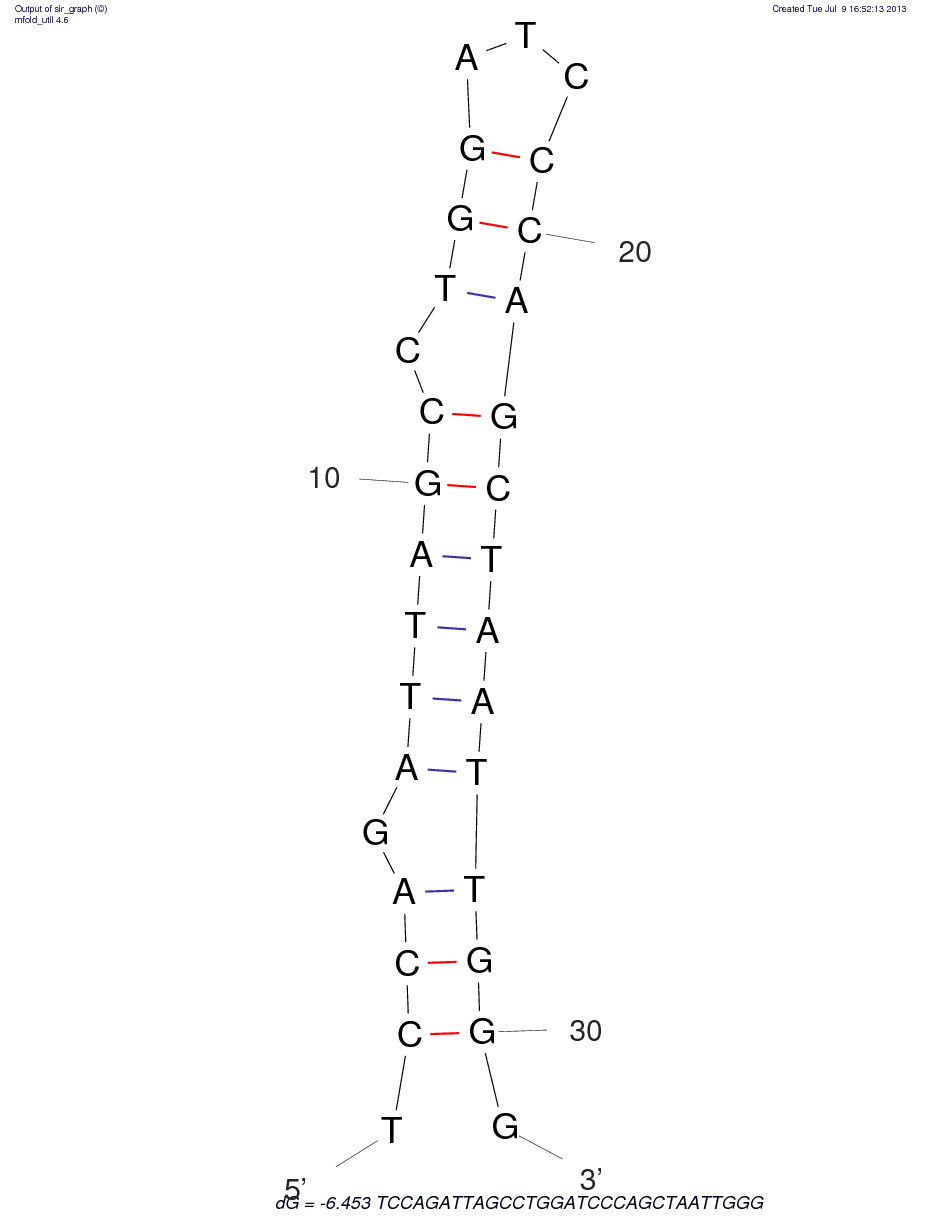 Output of sir_graph (©)
mfold_util 4.6
Created Tue Jul 9 16:52:13 2013
T
A
C
G C
G C
20
T A
C
C G
10
G C
A T
T A
T A
A T
G
A T
C G
C G
30
T G
5’
3’
dG = -6.453 TCCAGATTAGCCTGGATCCCAGCTAATTGGG